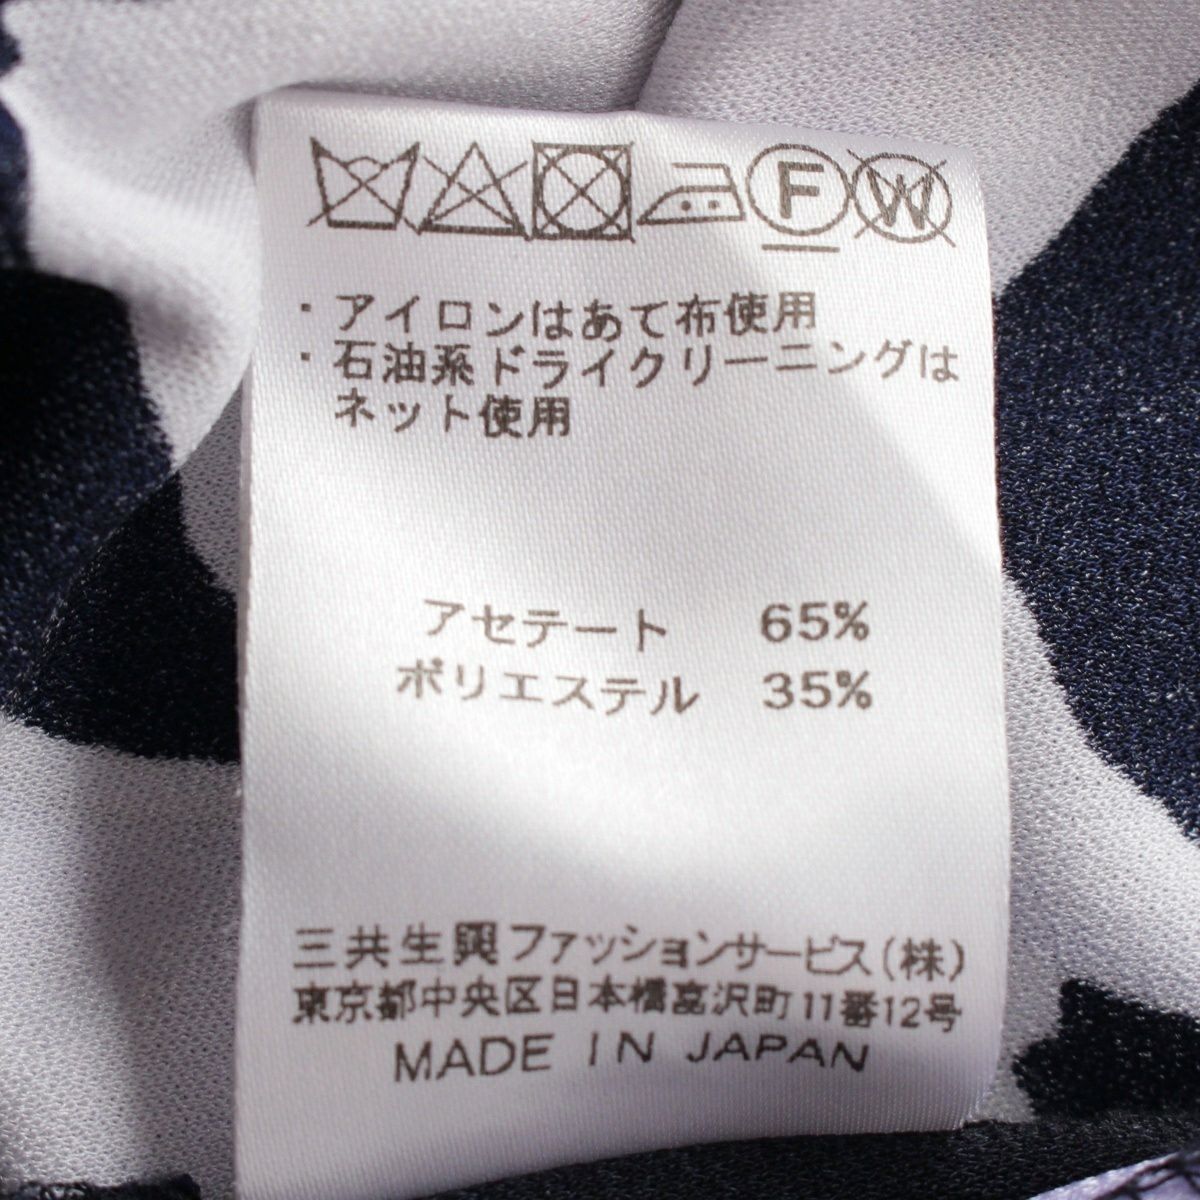 F W
・アイロンはあて布使用
・石油系ドライクリーニングは
ネット使用
アセテート 65%
ポリエステル 35%
三共生興ファッションサービス(株)
東京都中央区日本橋富沢町11番12号
MADE IN JAPAN